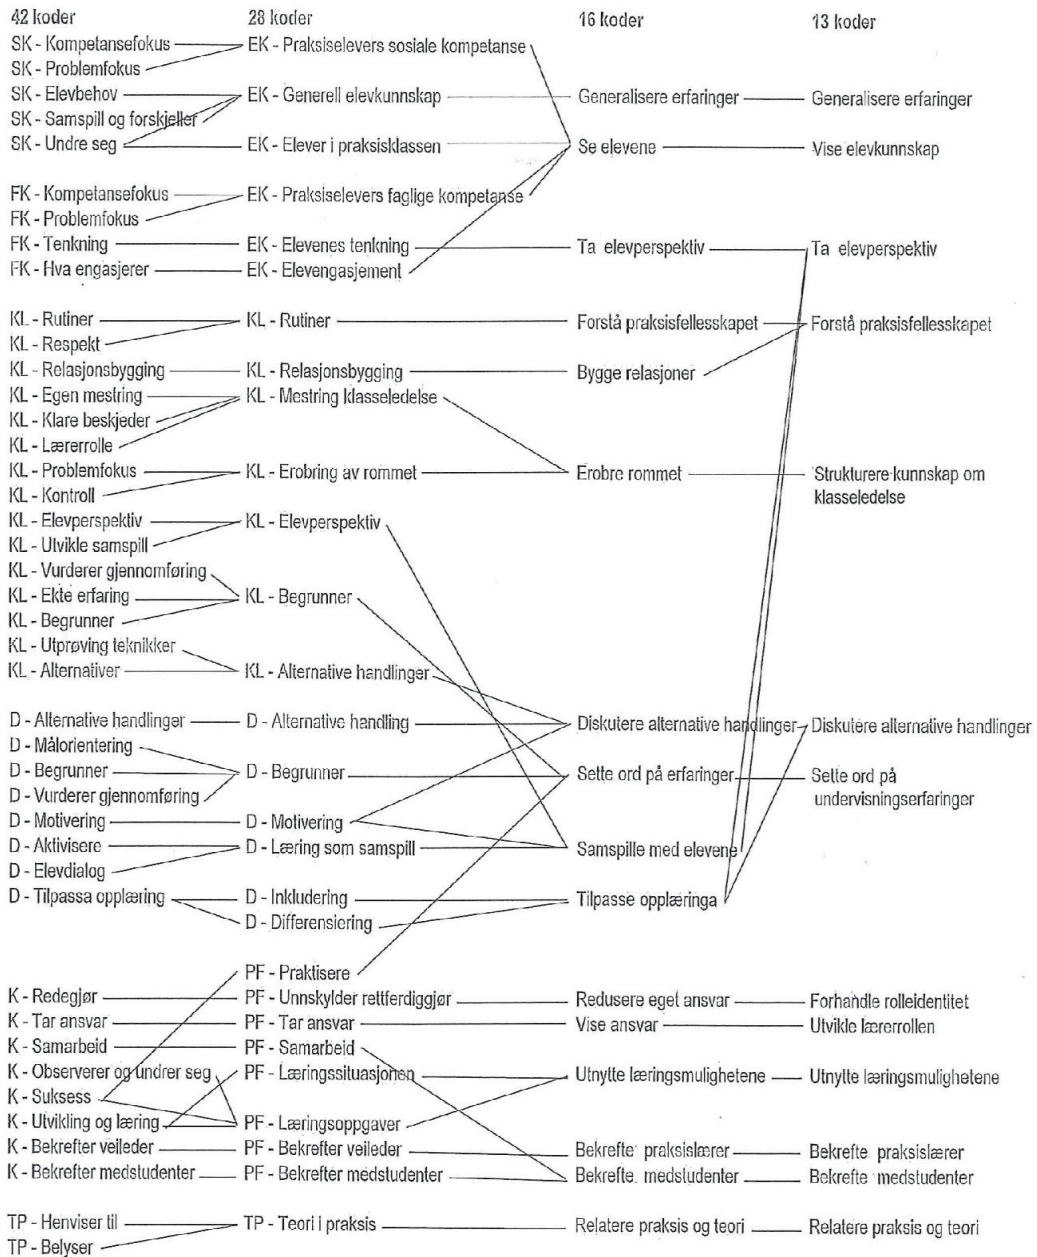 42 koder 28 koder 16 koder 13 koder
SK - Kompetansefokus EK - Praksiselevers sosiale kompetanse
SK - Problemfokus
SK - Elevbehov EK - Generell elevkunnskap Generalisere erfaringer Generalisere erfaringer
SK - Samspill og forskjeller
SK - Undre seg EK - Elever i praksisklassen Se elevene Vise elevkunnskap
FK - Kompetansefokus EK - Praksiselevers faglige kompetanse
FK - Problemfokus
FK - Tenkning EK - Elevenes tenkning Ta elevperspektiv Ta elevperspektiv
FK - Hva engasjerer EK - Elevengasjement
KL - Rutiner KL - Rutiner Forstå praksisfellesskapet Forstå praksisfellesskapet
KL - Respekt
KL - Relasjonsbygging KL - Relasjonsbygging Bygge relasjoner
KL - Egen mestring KL - Mestring klasseledelse
KL - Klare beskjeder
KL - Lærerrolle
KL - Problemfokus KL - Erobring av rommet Erobre rommet Strukturere kunnskap om
KL - Kontroll klasseledelse
KL - Elevperspektiv KL - Elevperspektiv
KL - Utvikle samspill
KL - Vurderer gjennomføring
KL - Ekte erfaring KL - Begrunner
KL - Begrunner
KL - Utprøving teknikker
KL - Alternativer KL - Alternative handlinger
D - Alternative handlinger D - Alternative handling Diskutere alternative handlinger Diskutere alternative handlinger
D - Målorientering
D - Begrunner D - Begrunner Sette ord på erfaringer Sette ord på
D - Vurderer gjennomføring undervisningserfaringer
D - Motivering D - Motivering
D - Aktivisere D - Læring som samspill Samspille med elevene
D - Elevdialog
D - Tilpassa opplæring D - Inkludering Tilpasse opplæringa
D - Differensiering
PF - Praktisere
K - Redegjør PF - Unnskylder rettferdiggjør Redusere eget ansvar Forhandle rolleidentitet
K - Tar ansvar PF - Tar ansvar Vise ansvar Utvikle lærerrollen
K - Samarbeid PF - Samarbeid
K - Observerer og undrer seg PF - Læringssituasjonen Utnytte læringsmulighetene Utnytte læringsmulighetene
K - Suksess
K - Utvikling og læring PF - Læringsoppgaver
K - Bekrefter veileder PF - Bekrefter veileder Bekrefte praksislærer Bekrefte praksislærer
K - Bekrefter medstudenter PF - Bekrefter medstudenter Bekrefte medstudenter Bekrefte medstudenter
TP - Henviser til TP - Teori i praksis Relatere praksis og teori Relatere praksis og teori
TP - Belyser